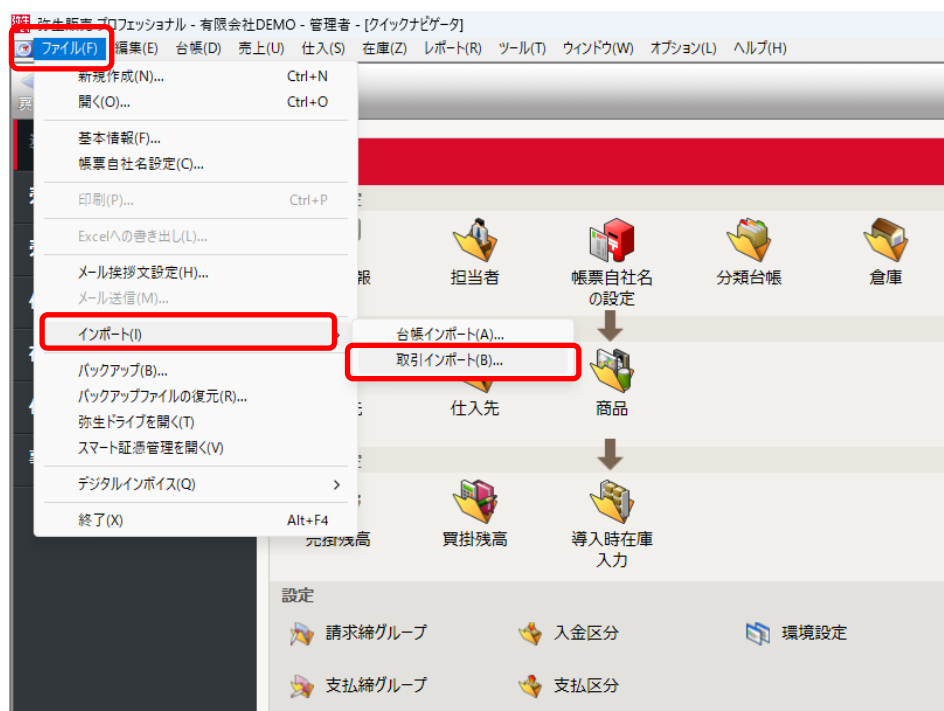 弥生販売 プロフェッショナル - 有限会社DEMO - 管理者 - [クイックナビゲータ]
ファイル(F) 編集(E) 台帳(D) 売上(U) 仕入(S) 在庫(Z) レポート(R) ツール(T) ウィンドウ(W) オプション(L) ヘルプ(H)
新規作成(N)... Ctrl+N
開く(O)... Ctrl+O
基本情報(F)...
帳票自社名設定(C)...
印刷(P)... Ctrl+P
Excelへの書き出し(L)...
メール挨拶文設定(H)...
メール送信(M)...
インポート(I)
台帳インポート(A)...
取引インポート(B)...
バックアップ(B)...
バックアップファイルの復元(R)...
弥生ドライブを開く(T)
スマート証憑管理を開く(V)
デジタルインボイス(Q)
終了(X) Alt+F4
報 担当者 帳票自社名の設定 分類台帳 倉庫
仕入先 商品
売掛残高 買掛残高 導入時在庫入力
設定
請求締グループ 入金区分 環境設定
支払締グループ 支払区分